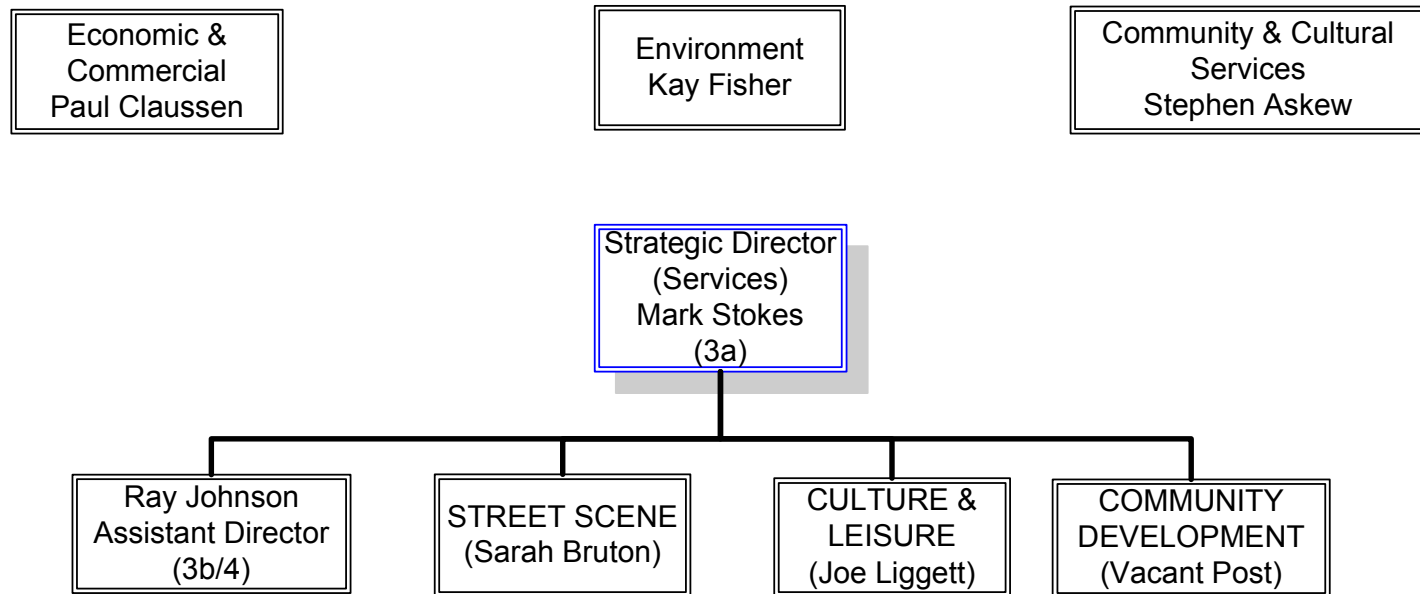 Economic &
Commercial
Paul Claussen
Environment
Kay Fisher
Community & Cultural
Services
Stephen Askew
Strategic Director
(Services)
Mark Stokes
(3a)
Ray Johnson
Assistant Director
(3b/4)
STREET SCENE
(Sarah Bruton)
CULTURE &
LEISURE
(Joe Liggett)
COMMUNITY
DEVELOPMENT
(Vacant Post)